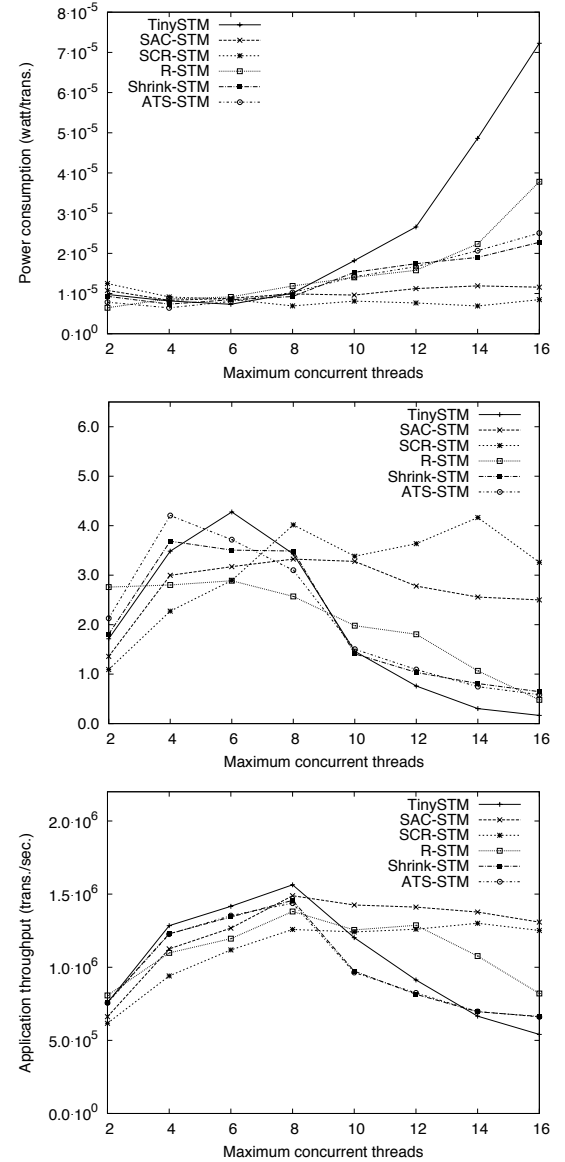 8·10-5
7·10-5
6·10-5
5·10-5
4·10-5
3·10-5
2·10-5
1·10-5
0·100
Power consumption (watt/trans.)
TinySTM
SAC-STM
SCR-STM
R-STM
Shrink-STM
ATS-STM
2 4 6 8 10 12 14 16
Maximum concurrent threads
6.0
5.0
4.0
3.0
2.0
1.0
0.0
TinySTM
SAC-STM
SCR-STM
R-STM
Shrink-STM
ATS-STM
2 4 6 8 10 12 14 16
Maximum concurrent threads
2.0·106
1.5·106
1.0·106
5.0·105
0.0·100
Application throughput (trans./sec.)
TinySTM
SAC-STM
SCR-STM
R-STM
Shrink-STM
ATS-STM
2 4 6 8 10 12 14 16
Maximum concurrent threads